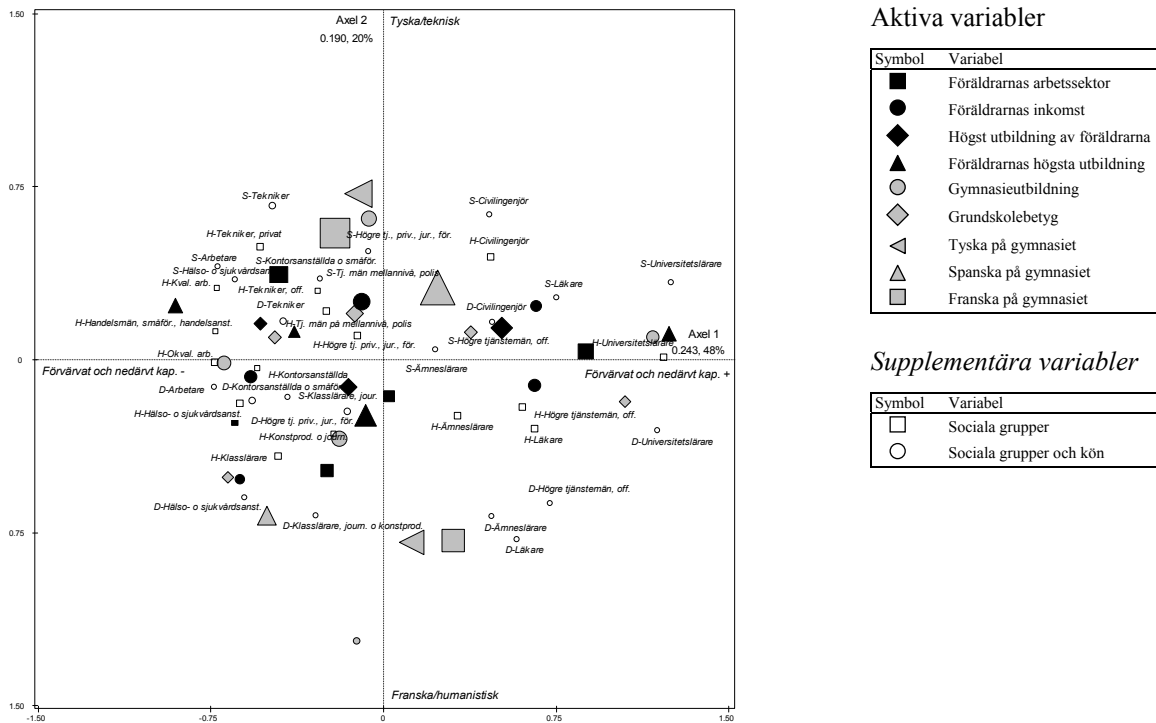 1.50
Axel 2
Tyska/teknisk
0.190, 20%
0.75
S-Tekniker
S-Civilingenjör
H-Tekniker, privat
S-Högre tj., priv., jur., för.
H-Civilingenjör
S-Arbetare
S-Kontorsanställda o småför.
S-Universitetslärare
S-Hälso- o sjukvårdsanst.
S-Tj. män mellannivå, polis
H-Kval. arb.
H-Tekniker, off.
S-Läkare
D-Tekniker
D-Civilingenjör
H-Handelsmän, småför., handelsanst.
H-Tj. män på mellannivå, polis
Axel 1
H-Högre tj. priv., jur., för.
S-Högre tjänstemän, off.
H-Universitetslärare
0.243, 48%
H-Okval. arb.
0
S-Ämneslärare
Förvärvat och nedärvt kap. -
H-Kontorsanställda
Förvärvat och nedärvt kap. +
D-Arbetare
D-Kontorsanställda o småför.
S-Klasslärare, jour.
H-Hälso- o sjukvårdsanst.
D-Högre tj. priv., jur., för.
H-Ämneslärare
H-Högre tjänstemän, off.
H-Konstprod. o journ.
H-Läkare
D-Universitetslärare
H-Klasslärare
D-Högre tjänstemän, off.
D-Hälso- o sjukvårdsanst.
D-Klasslärare, journ. o konstprod.
D-Ämneslärare
0.75
D-Läkare
Franska/humanistisk
1.50
-1.50
-0.75
0
0.75
1.50
Aktiva variabler
Symbol Variabel
Föräldrarnas arbetssektor
Föräldrarnas inkomst
Högst utbildning av föräldrarna
Föräldrarnas högsta utbildning
Gymnasieutbildning
Grundskolebetyg
Tyska på gymnasiet
Spanska på gymnasiet
Franska på gymnasiet
Supplementära variabler
Symbol Variabel
Sociala grupper
Sociala grupper och kön